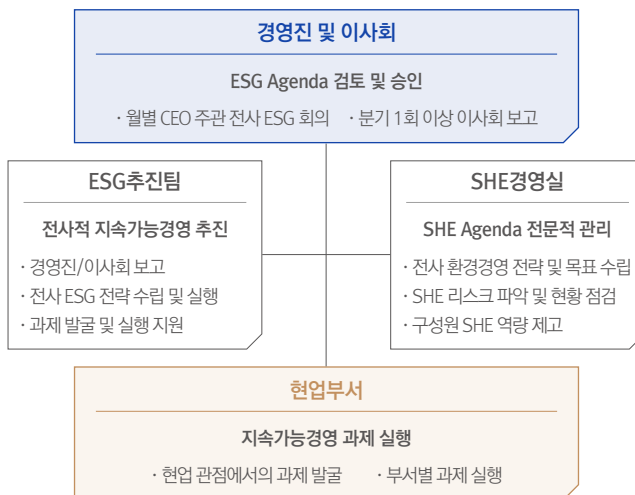 경영진 및 이사회
ESG Agenda 검토 및 승인
· 월별 CEO 주관 전사 ESG 회의 · 분기 1회 이상 이사회 보고
ESG추진팀
전사적 지속가능경영 추진
· 경영진/이사회 보고
· 전사 ESG 전략 수립 및 실행
· 과제 발굴 및 실행 지원
SHE경영실
SHE Agenda 전문적 관리
· 전사 환경경영 전략 및 목표 수립
· SHE 리스크 파악 및 현황 점검
· 구성원 SHE 역량 제고
현업부서
지속가능경영 과제 실행
· 현업 관점에서의 과제 발굴 · 부서별 과제 실행